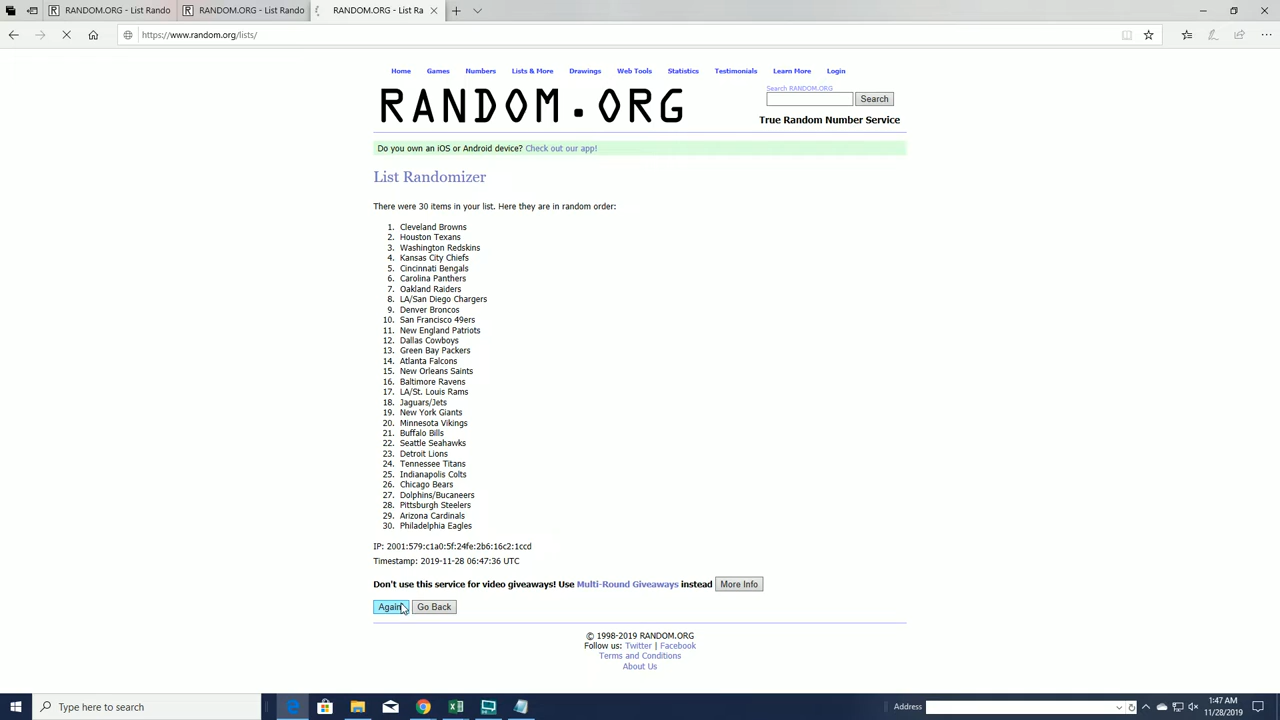 RANDOM.ORG - List Rando
RANDOM.ORG - List Rando
RANDOM.ORG - List Ra
https://www.random.org/lists/
Home Games Numbers Lists & More Drawings Web Tools Statistics Testimonials Learn More Login
RANDOM.ORG
Search RANDOM.ORG
Search
True Random Number Service
Do you own an iOS or Android device? Check out our app!
List Randomizer
There were 30 items in your list. Here they are in random order:
1. Cleveland Browns
2. Houston Texans
3. Washington Redskins
4. Kansas City Chiefs
5. Cincinnati Bengals
6. Carolina Panthers
7. Oakland Raiders
8. LA/San Diego Chargers
9. Denver Broncos
10. San Francisco 49ers
11. New England Patriots
12. Dallas Cowboys
13. Green Bay Packers
14. Atlanta Falcons
15. New Orleans Saints
16. Baltimore Ravens
17. LA/St. Louis Rams
18. Jaguars/Jets
19. New York Giants
20. Minnesota Vikings
21. Buffalo Bills
22. Seattle Seahawks
23. Detroit Lions
24. Tennessee Titans
25. Indianapolis Colts
26. Chicago Bears
27. Dolphins/Bucaneers
28. Pittsburgh Steelers
29. Arizona Cardinals
30. Philadelphia Eagles
IP: 2001:579:c1a0:5f:24fe:2b6:16c2:1ccd
Timestamp: 2019-11-28 06:47:36 UTC
Don't use this service for video giveaways! Use Multi-Round Giveaways instead More Info
Again Go Back
© 1998-2019 RANDOM.ORG
Follow us: Twitter | Facebook
Terms and Conditions
About Us
Type here to search
Address
1:47 AM
11/28/2019